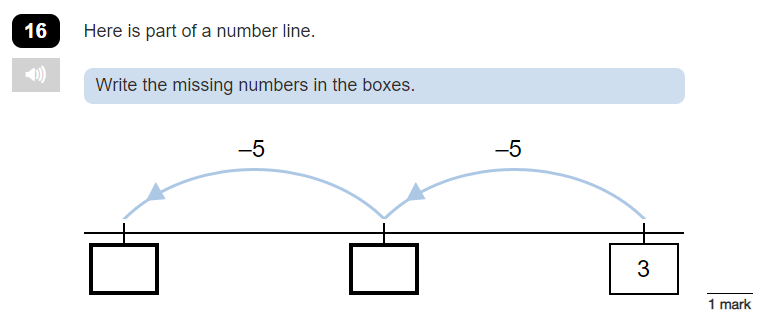 16 Here is part of a number line.
Write the missing numbers in the boxes.
–5 –5
3
1 mark